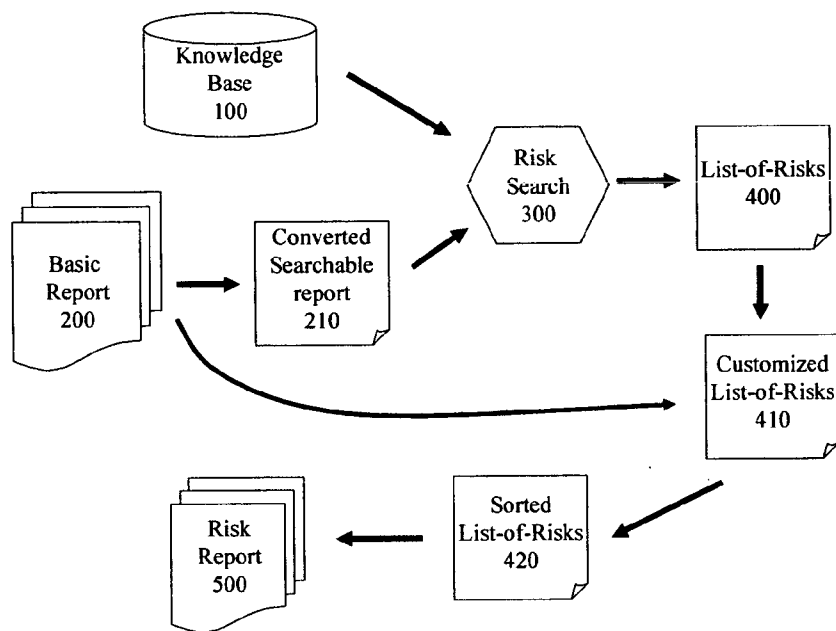 Knowledge
Base
100
Risk
Search
300
List-of-Risks
400
Basic
Report
200
Converted
Searchable
report
210
Customized
List-of-Risks
410
Sorted
List-of-Risks
420
Risk
Report
500